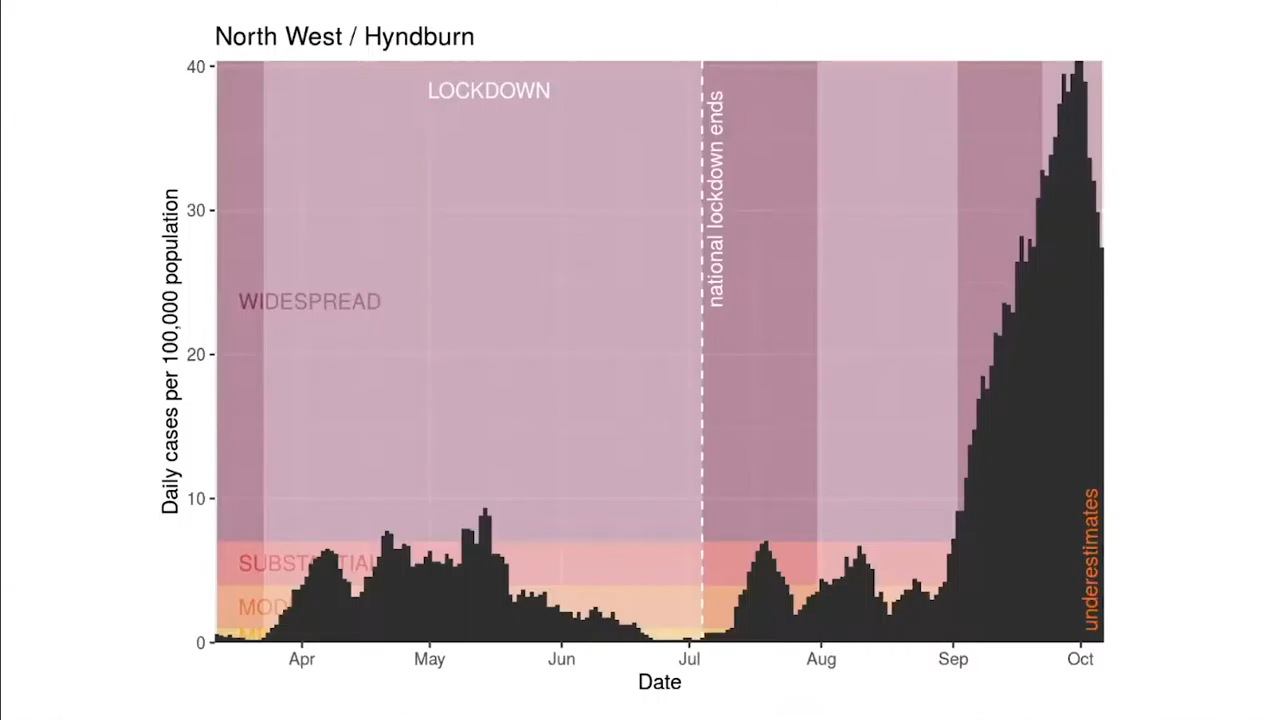 North West / Hyndburn
40
30
20
10
0
Daily cases per 100,000 population
LOCKDOWN
national lockdown ends
WIDESPREAD
underestimates
Apr
May
Jun
Jul
Aug
Sep
Oct
Date